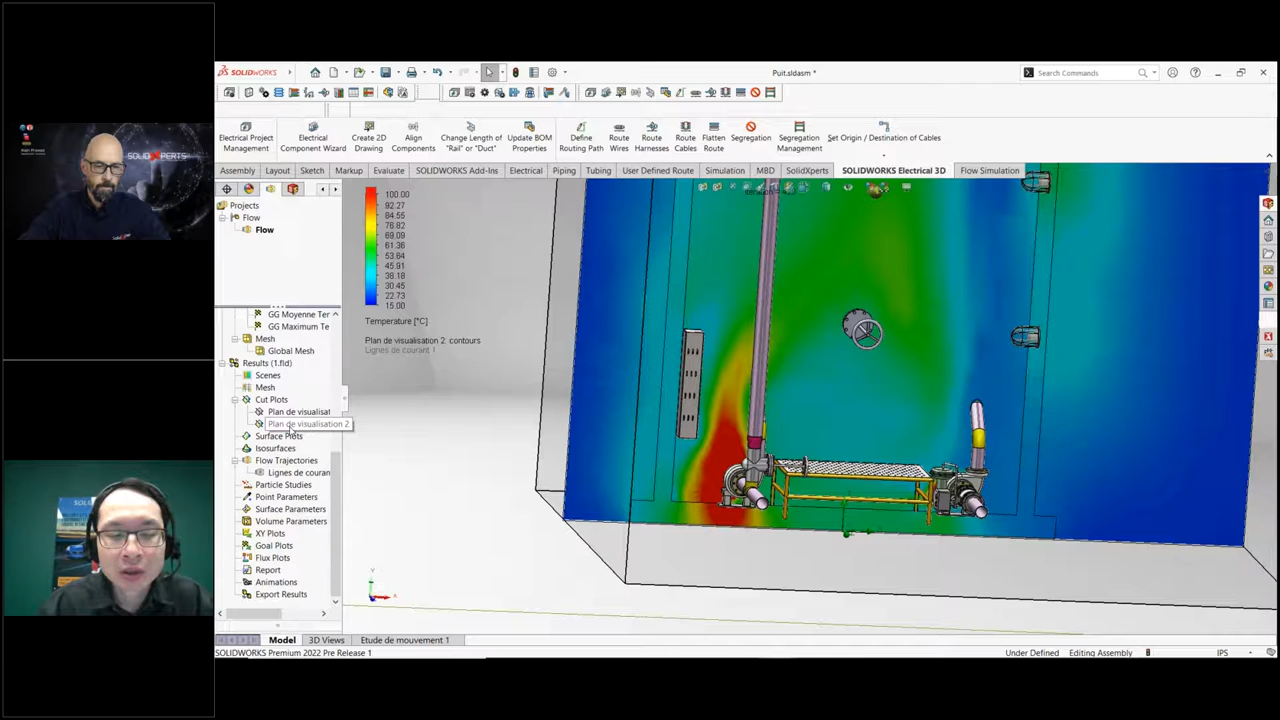 SOLIDXPERTS
SOLIDWORKS
Puit.sldasm *
Search Commands
Electrical Project Management
Electrical Component Wizard
Create 2D Drawing
Align Components
Change Length of "Rail" or "Duct"
Update BOM Properties
Define Routing Path
Route Wires
Route Harnesses
Route Cables
Flatten Route
Segregation
Segregation Management
Set Origin / Destination of Cables
Assembly
Layout
Sketch
Markup
Evaluate
SOLIDWORKS Add-Ins
Electrical
Piping
Tubing
User Defined Route
Simulation
MBD
SolidXperts
SOLIDWORKS Electrical 3D
Flow Simulation
Projects
Flow
Flow
GG Moyenne Ter
GG Maximum Te
Mesh
Global Mesh
Results (1.fld)
Scenes
Mesh
Cut Plots
Plan de visualisat
Plan de visualisation 2
Surface Plots
Isosurfaces
Flow Trajectories
Lignes de couran
Particle Studies
Point Parameters
Surface Parameters
Volume Parameters
XY Plots
Goal Plots
Flux Plots
Report
Animations
Export Results
100.00
92.27
84.55
76.82
69.09
61.36
53.64
45.91
38.18
30.45
22.73
15.00
Temperature [°C]
Plan de visualisation 2: contours
Lignes de courant 1
Model
3D Views
Etude de mouvement 1
SOLIDWORKS Premium 2022 Pre Release 1
Under Defined
Editing Assembly
IPS